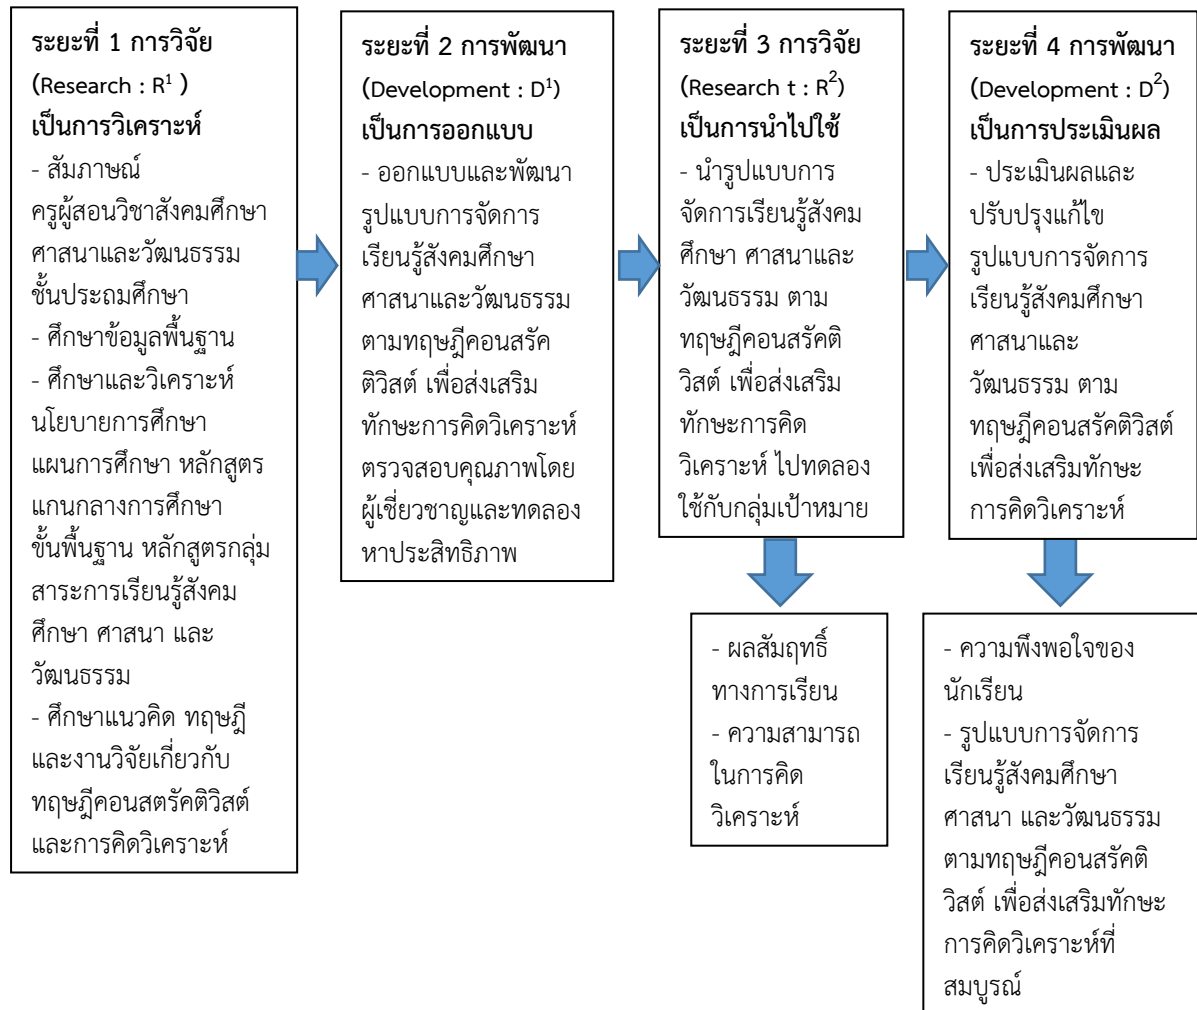 ระยะที่ 1 การวิจัย
(Research : R¹ )
เป็นการวิเคราะห์
- สัมภาษณ์
ครูผู้สอนวิชาสังคมศึกษา
ศาสนาและวัฒนธรรม
ชั้นประถมศึกษา
- ศึกษาข้อมูลพื้นฐาน
- ศึกษาและวิเคราะห์
นโยบายการศึกษา
แผนการศึกษา หลักสูตร
แกนกลางการศึกษา
ขั้นพื้นฐาน หลักสูตรกลุ่ม
สาระการเรียนรู้สังคม
ศึกษา ศาสนา และ
วัฒนธรรม
- ศึกษาแนวคิด ทฤษฎี
และงานวิจัยเกี่ยวกับ
ทฤษฎีคอนสตรัคติวิสต์
และการคิดวิเคราะห์
ระยะที่ 2 การพัฒนา
(Development : D¹)
เป็นการออกแบบ
- ออกแบบและพัฒนา
รูปแบบการจัดการ
เรียนรู้สังคมศึกษา
ศาสนาและวัฒนธรรม
ตามทฤษฎีคอนสรัค
ติวิสต์ เพื่อส่งเสริม
ทักษะการคิดวิเคราะห์
ตรวจสอบคุณภาพโดย
ผู้เชี่ยวชาญและทดลอง
หาประสิทธิภาพ
ระยะที่ 3 การวิจัย
(Research t : R²)
เป็นการนำไปใช้
- นำรูปแบบการ
จัดการเรียนรู้สังคม
ศึกษา ศาสนาและ
วัฒนธรรม ตาม
ทฤษฎีคอนสรัคติ
วิสต์ เพื่อส่งเสริม
ทักษะการคิด
วิเคราะห์ ไปทดลอง
ใช้กับกลุ่มเป้าหมาย
ระยะที่ 4 การพัฒนา
(Development : D²)
เป็นการประเมินผล
- ประเมินผลและ
ปรับปรุงแก้ไข
รูปแบบการจัดการ
เรียนรู้สังคมศึกษา
ศาสนาและ
วัฒนธรรม ตาม
ทฤษฎีคอนสรัคติวิสต์
เพื่อส่งเสริมทักษะ
การคิดวิเคราะห์
- ผลสัมฤทธิ์
ทางการเรียน
- ความสามารถ
ในการคิด
วิเคราะห์
- ความพึงพอใจของ
นักเรียน
- รูปแบบการจัดการ
เรียนรู้สังคมศึกษา
ศาสนา และวัฒนธรรม
ตามทฤษฎีคอนสรัคติ
วิสต์ เพื่อส่งเสริมทักษะ
การคิดวิเคราะห์ที่
สมบูรณ์